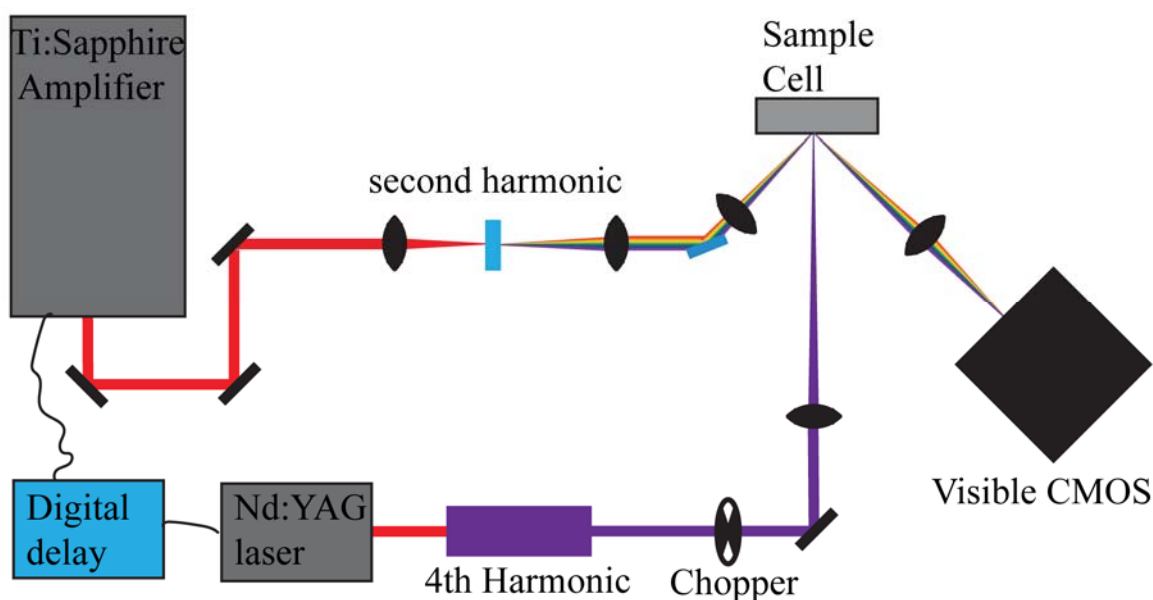 Ti:Sapphire
Amplifier
Sample
Cell
second harmonic
Digital
delay
Nd:YAG
laser
4th Harmonic
Chopper
Visible CMOS